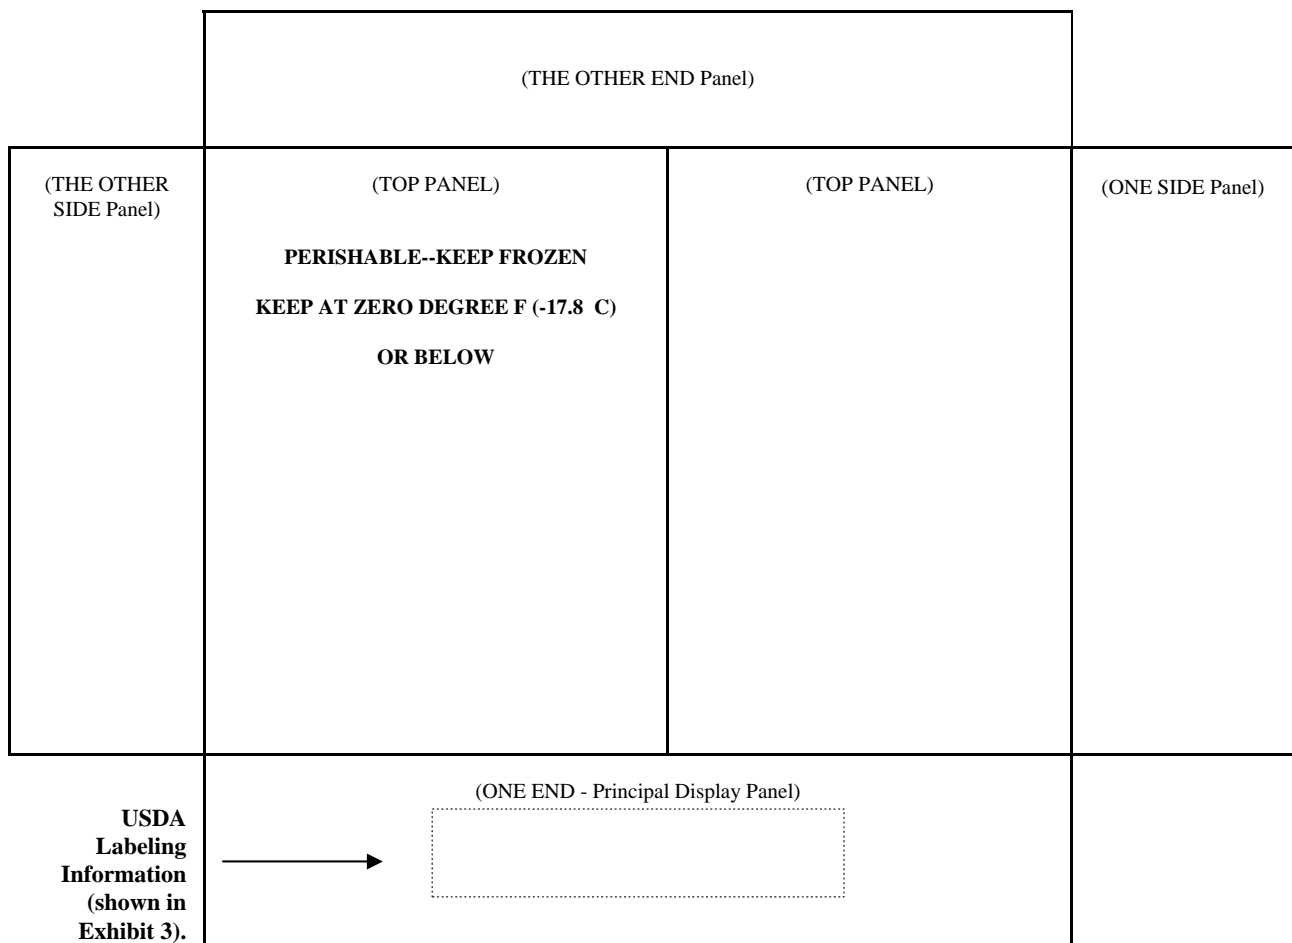 (THE OTHER END Panel)
(THE OTHER
SIDE Panel)
(TOP PANEL)
PERISHABLE--KEEP FROZEN
KEEP AT ZERO DEGREE F (-17.8  C)
OR BELOW
(TOP PANEL)
(ONE SIDE Panel)
(ONE END - Principal Display Panel)
USDA
Labeling
Information
(shown in
Exhibit 3).